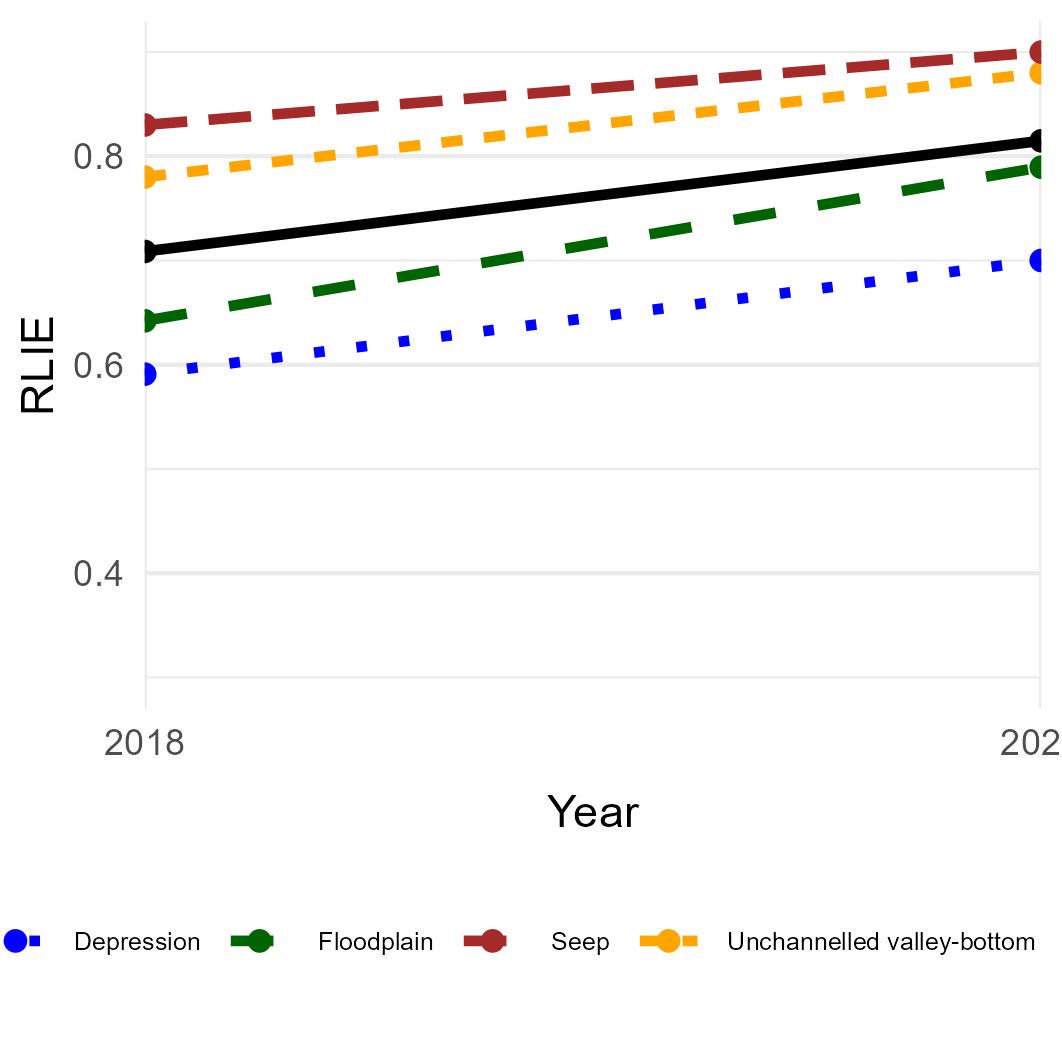 RLIE
0.8
0.6
0.4
2018 202
Year
Depression Floodplain Seep Unchannelled valley-bottom